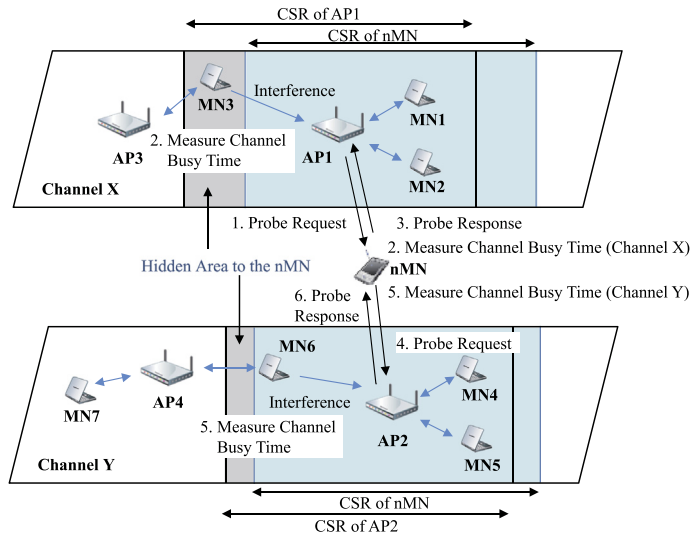 CSR of AP1
CSR of nMN
MN3
Interference
MN1
AP3
2. Measure Channel
Busy Time
AP1
MN2
Channel X
1. Probe Request
3. Probe Response
2. Measure Channel Busy Time (Channel X)
Hidden Area to the nMN
nMN
5. Measure Channel Busy Time (Channel Y)
6. Probe
Response
4. Probe Request
MN6
MN7
AP4
Interference
MN4
5. Measure Channel
Busy Time
AP2
MN5
Channel Y
CSR of nMN
CSR of AP2